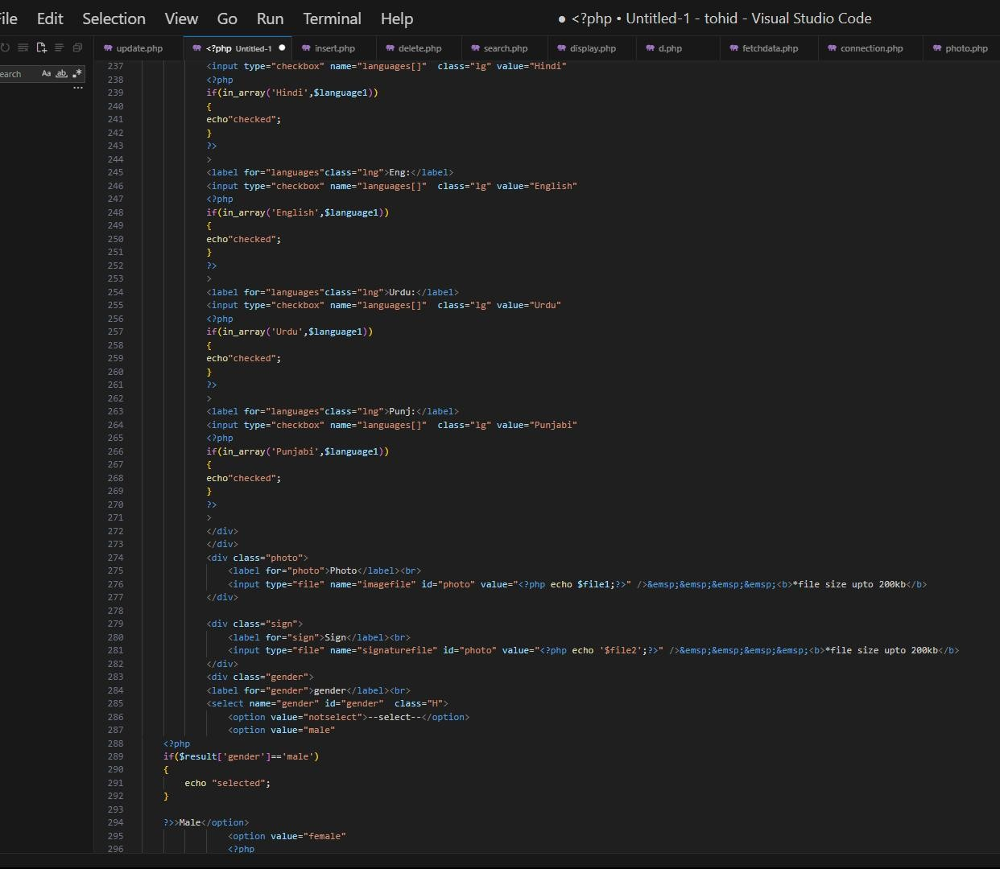 ile Edit Selection View Go Run Terminal Help ● <?php • Untitled-1 - tohid - Visual Studio Code
update.php <?php Untitled-1 ● insert.php delete.php search.php display.php d.php fetchdata.php connection.php photo.php
earch Aa ab .*
...
237 <input type="checkbox" name="languages[]"  class="lg" value="Hindi"
238 <?php
239 if(in_array('Hindi',$language1))
240 {
241 echo"checked";
242 }
243 ?>
244 >
245 <label for="languages"class="lng">Eng:</label>
246 <input type="checkbox" name="languages[]"  class="lg" value="English"
247 <?php
248 if(in_array('English',$language1))
249 {
250 echo"checked";
251 }
252 ?>
253 >
254 <label for="languages"class="lng">Urdu:</label>
255 <input type="checkbox" name="languages[]"  class="lg" value="Urdu"
256 <?php
257 if(in_array('Urdu',$language1))
258 {
259 echo"checked";
260 }
261 ?>
262 >
263 <label for="languages"class="lng">Punj:</label>
264 <input type="checkbox" name="languages[]"  class="lg" value="Punjabi"
265 <?php
266 if(in_array('Punjabi',$language1))
267 {
268 echo"checked";
269 }
270 ?>
271 >
272 </div>
273 </div>
274 <div class="photo">
275 <label for="photo">Photo</label><br>
276 <input type="file" name="imagefile" id="photo" value="<?php echo $file1;?>" />&emsp;&emsp;&emsp;&emsp;<b>*file size upto 200kb</b>
277 </div>
278
279 <div class="sign">
280 <label for="sign">Sign</label><br>
281 <input type="file" name="signaturefile" id="photo" value="<?php echo '$file2';?>" />&emsp;&emsp;&emsp;&emsp;<b>*file size upto 200kb</b>
282 </div>
283 <div class="gender">
284 <label for="gender">gender</label><br>
285 <select name="gender" id="gender"  class="H">
286 <option value="notselect">--select--</option>
287 <option value="male"
288 <?php
289 if($result['gender']=='male')
290 {
291 echo "selected";
292 }
293
294 ?>>Male</option>
295 <option value="female"
296 <?php